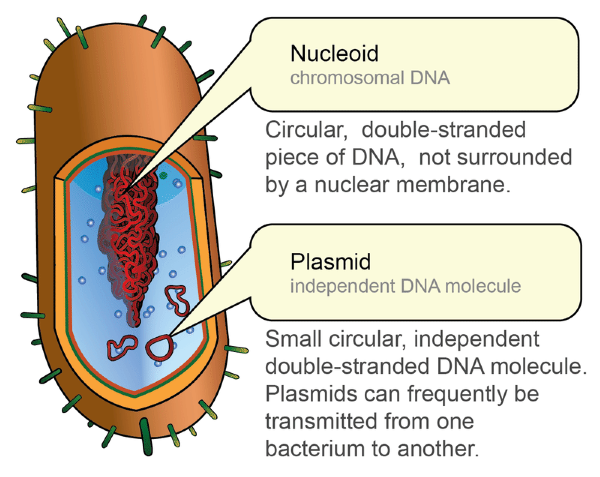 Nucleoid
chromosomal DNA
Circular, double-stranded
piece of DNA, not surrounded
by a nuclear membrane.
Plasmid
independent DNA molecule
Small circular, independent
double-stranded DNA molecule.
Plasmids can frequently be
transmitted from one
bacterium to another.